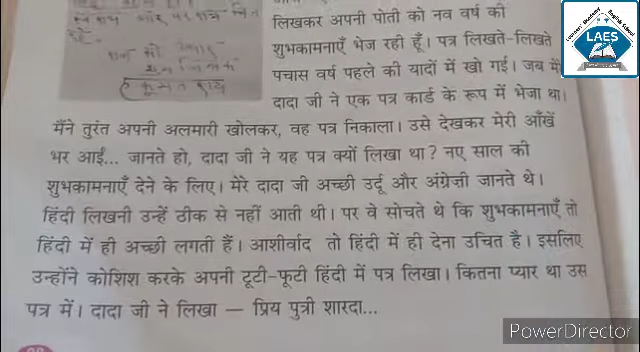 लिखकर अपनी पोती को नव वर्ष की
शुभकामनाएँ भेज रही हूँ। पत्र लिखते-लिखते
पचास वर्ष पहले की यादों में खो गई। जब मैं
दादा जी ने एक पत्र कार्ड के रूप में भेजा था।
मैंने तुरंत अपनी अलमारी खोलकर, वह पत्र निकाला। उसे देखकर मेरी आँखें
भर आईं... जानते हो, दादा जी ने यह पत्र क्यों लिखा था? नए साल की
शुभकामनाएँ देने के लिए। मेरे दादा जी अच्छी उर्दू और अंग्रेज़ी जानते थे।
हिंदी लिखनी उन्हें ठीक से नहीं आती थी। पर वे सोचते थे कि शुभकामनाएँ तो
हिंदी में ही अच्छी लगती हैं। आशीर्वाद तो हिंदी में ही देना उचित है। इसलिए
उन्होंने कोशिश करके अपनी टूटी-फूटी हिंदी में पत्र लिखा। कितना प्यार था उस
पत्र में। दादा जी ने लिखा — प्रिय पुत्री शारदा...
LAES
PowerDirector